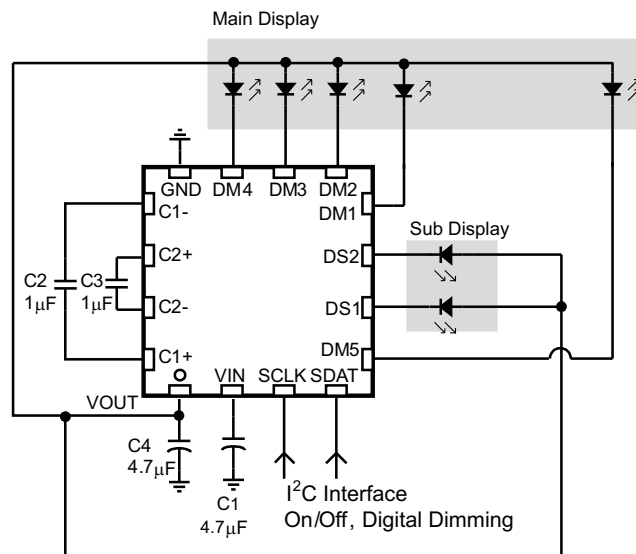 Main Display
GND DM4 DM3 DM2
C1- DM1
Sub Display
C2+ DS2
C2 C3
1µF 1µF
C2- DS1
DM5
C1+
VIN SCLK SDAT
VOUT
C4
4.7µF
C1
4.7µF
I²C Interface
On/Off, Digital Dimming